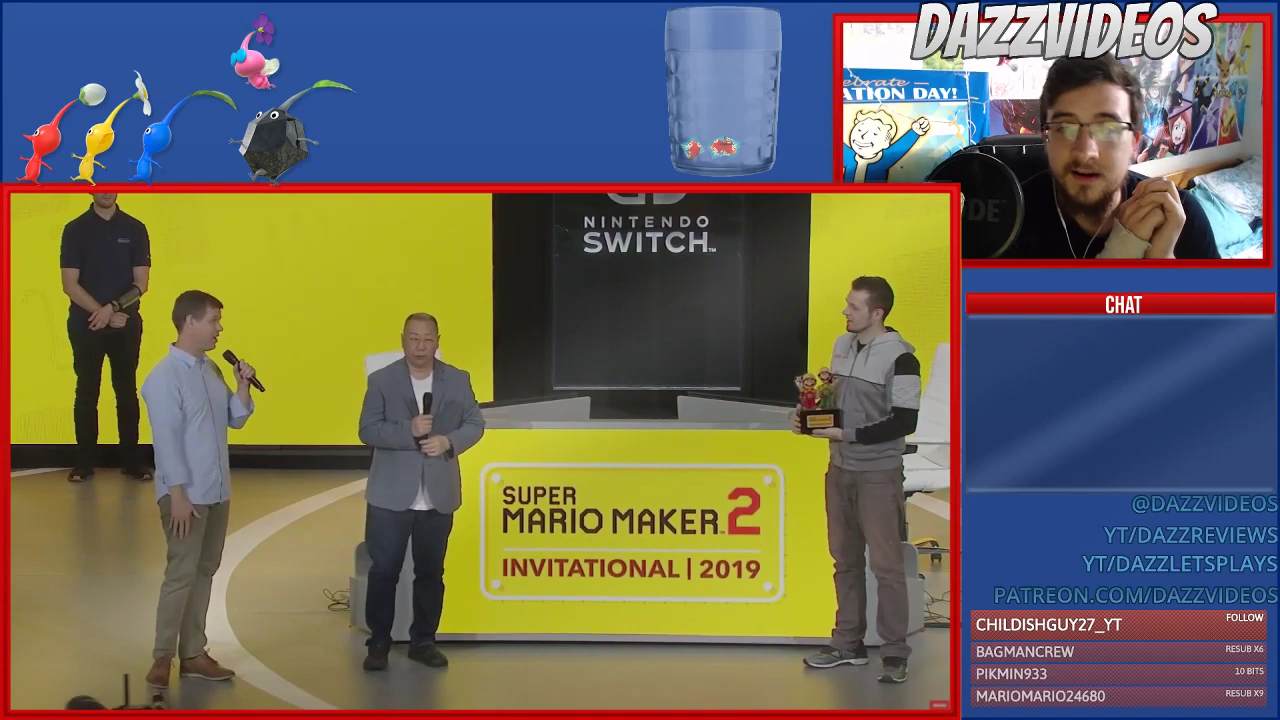 DAZZVIDEOS
ATION DAY!
NINTENDO
SWITCH
SUPER
MARIO MAKER 2
INVITATIONAL | 2019
CHAT
@DAZZVIDEOS
YT/DAZZREVIEWS
YT/DAZZLETSPLAYS
PATREON.COM/DAZZVIDEOS
CHILDISHGUY27_YT FOLLOW
BAGMANCREW RESUB X6
PIKMIN933 10 BITS
MARIOMARIO24680 RESUB X9